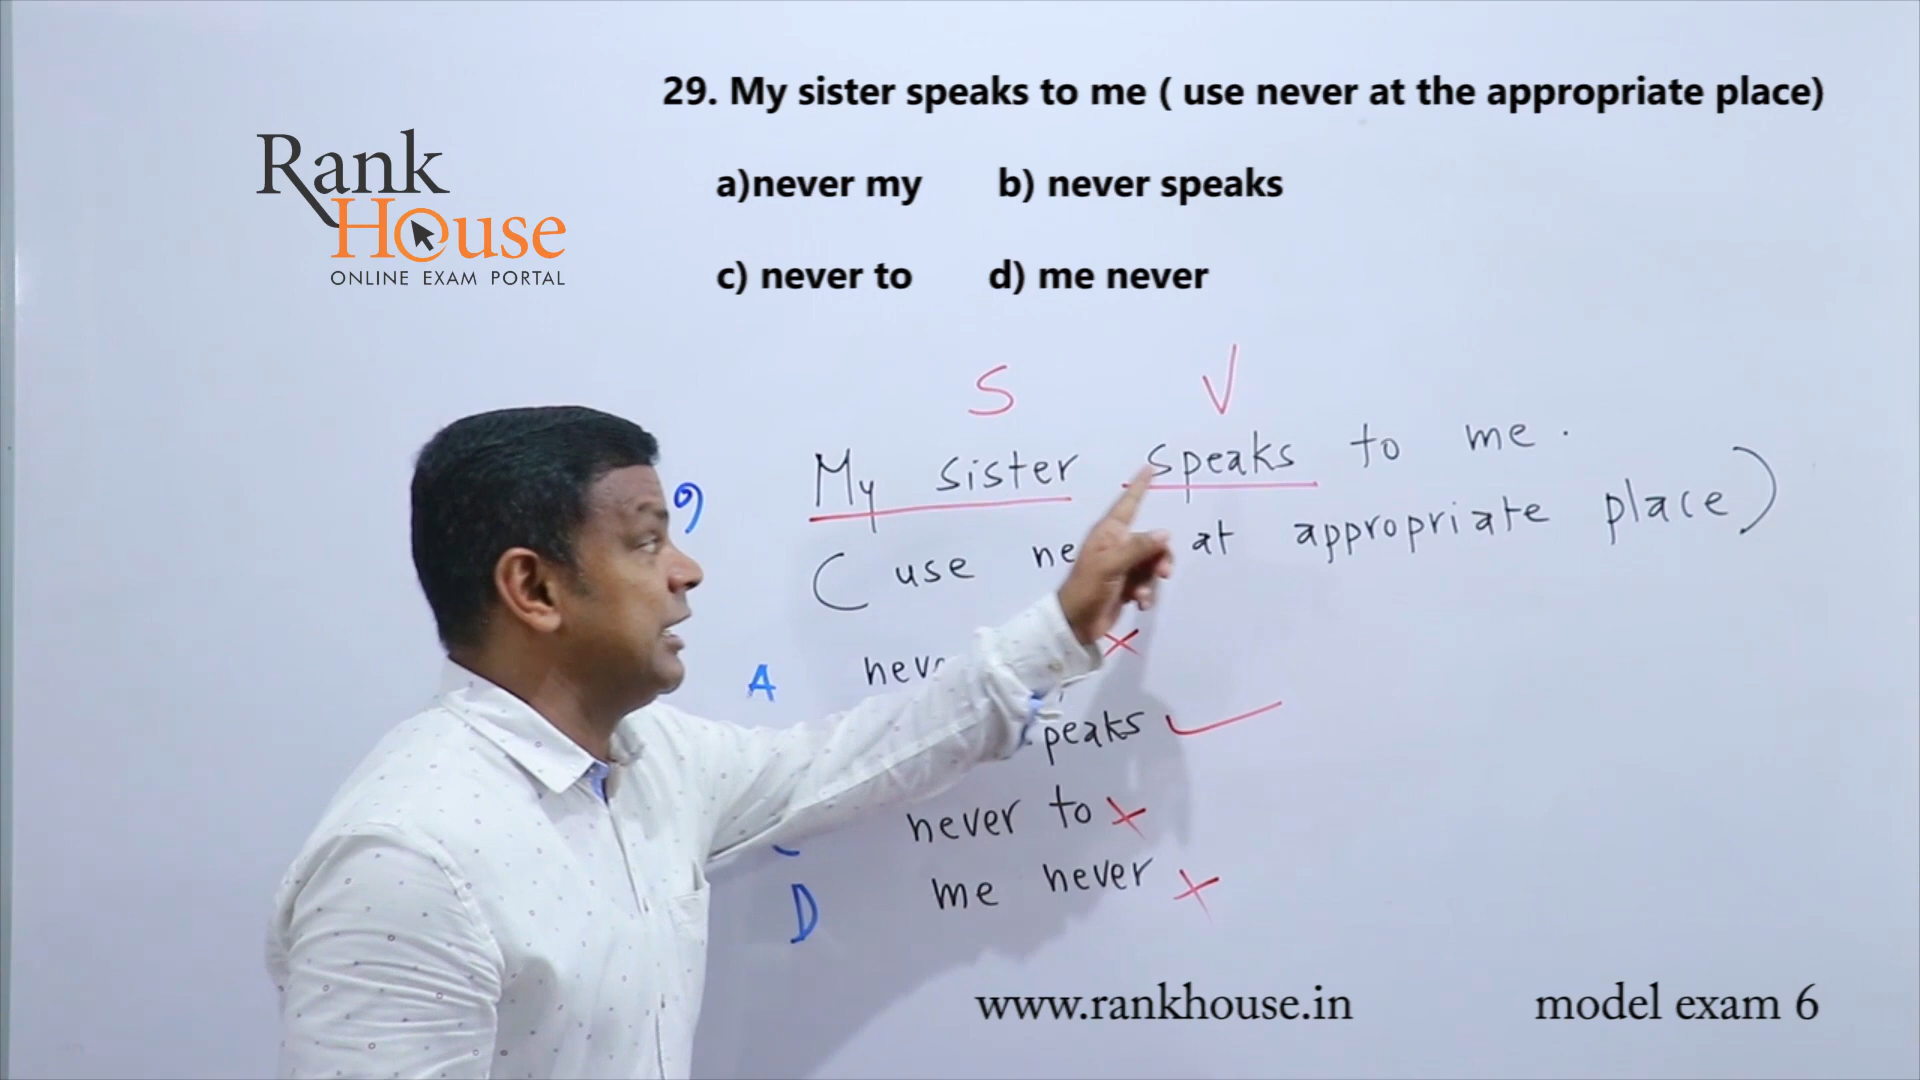 29. My sister speaks to me ( use never at the appropriate place)
a)never my b) never speaks
c) never to d) me never
Rank
House
ONLINE EXAM PORTAL
S V
My sister speaks to me.
( use at appropriate place)
A
speaks
never to
D me never
www.rankhouse.in model exam 6